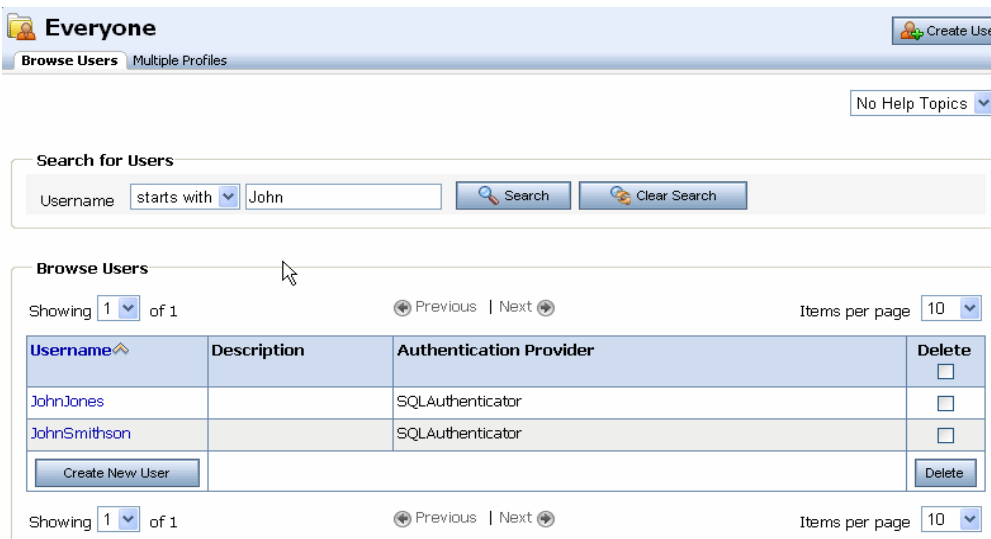 Everyone
Create Use
Browse Users Multiple Profiles
No Help Topics
Search for Users
Username starts with John Search Clear Search
Browse Users
Showing 1 of 1 Previous | Next Items per page 10
Username Description Authentication Provider Delete
JohnJones SQLAuthenticator
JohnSmithson SQLAuthenticator
Create New User Delete
Showing 1 of 1 Previous | Next Items per page 10